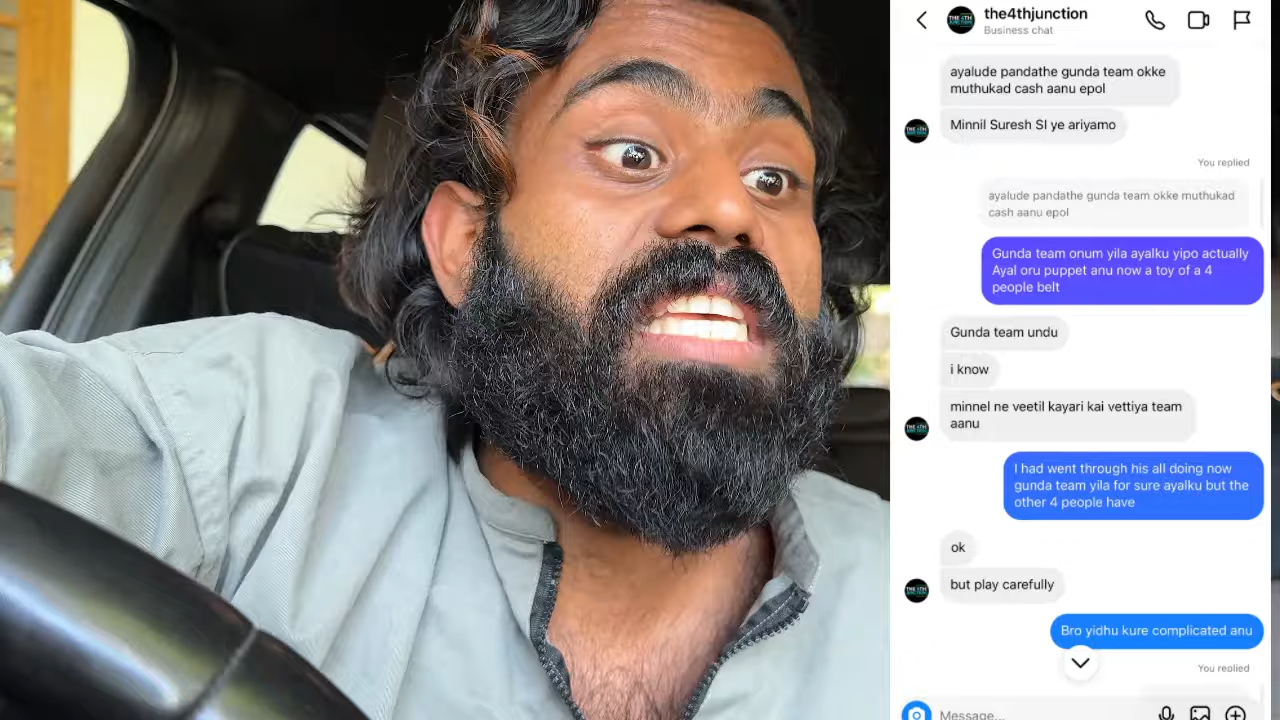 the4thjunction
Business chat
ayalude pandathe gunda team okke
muthukad cash aanu epol
Minnil Suresh SI ye ariyamo
You replied
ayalude pandathe gunda team okke muthukad
cash aanu epol
Gunda team onum yila ayalku yipo actually
Ayal oru puppet anu now a toy of a 4
people belt
Gunda team undu
i know
minnel ne veetil kayari kai vettiya team
aanu
I had went through his all doing now
gunda team yila for sure ayalku but the
other 4 people have
ok
but play carefully
Bro yidhu kure complicated anu
You replied
Message...